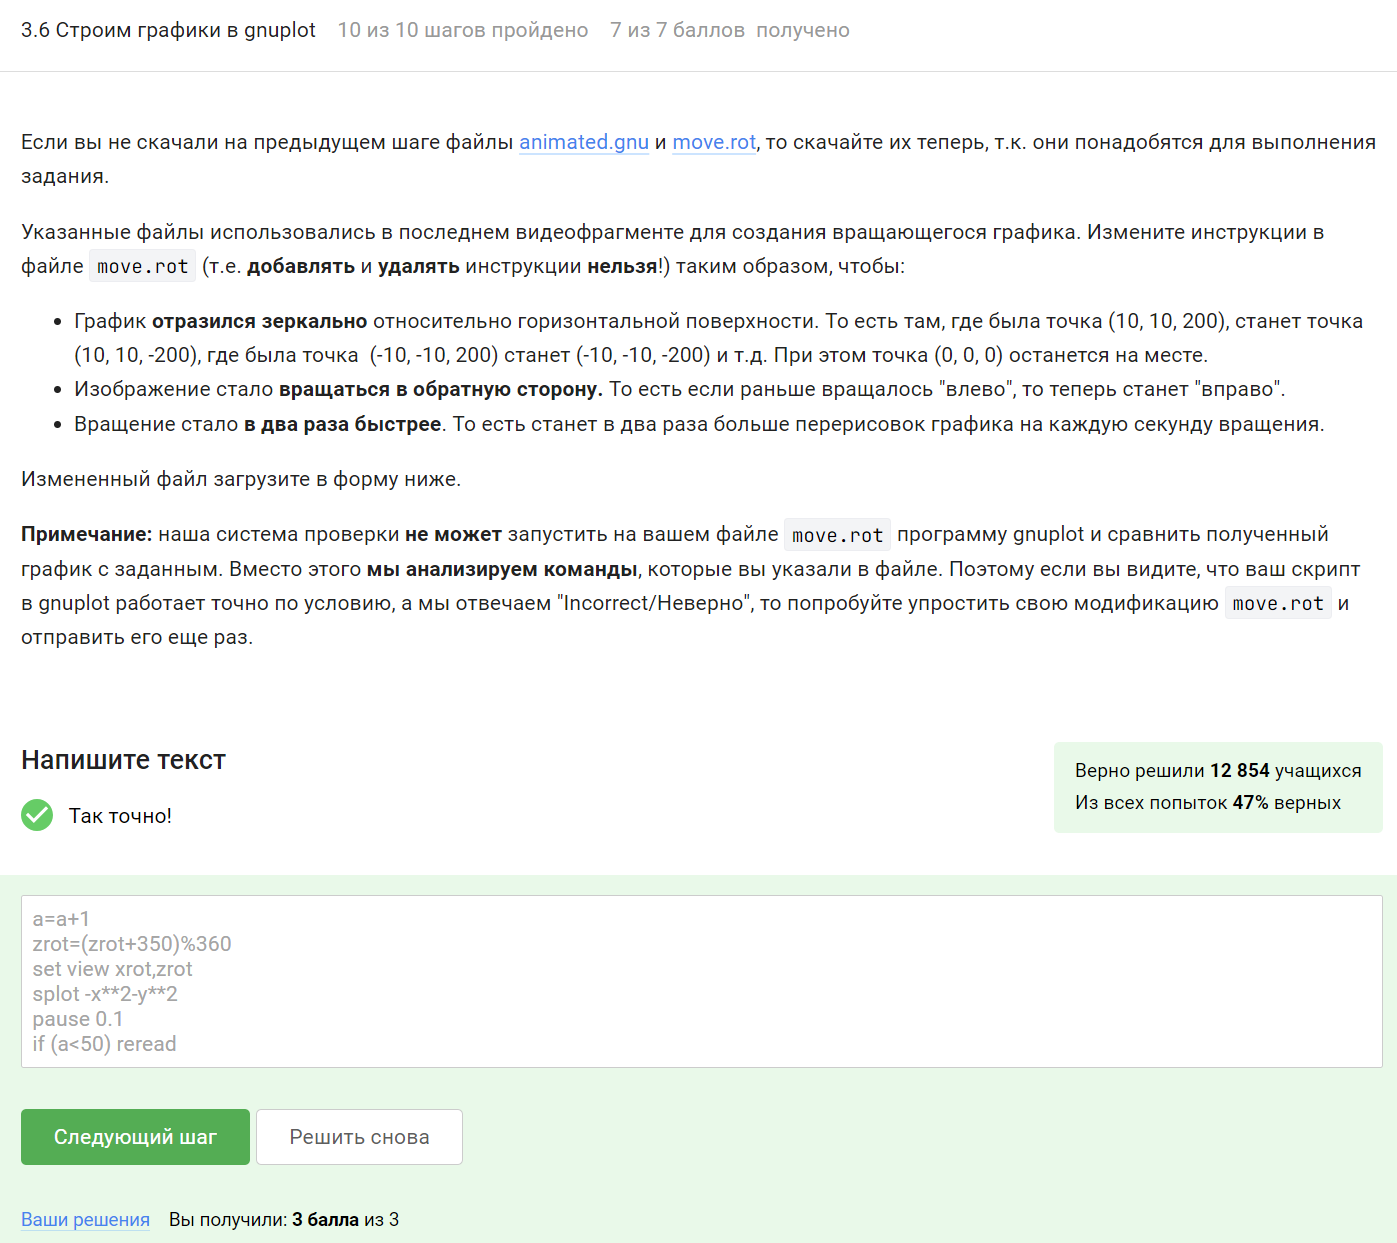 3.6 Строим графики в gnuplot 10 из 10 шагов пройдено 7 из 7 баллов получено
Если вы не скачали на предыдущем шаге файлы animated.gnu и move.rot, то скачайте их теперь, т.к. они понадобятся для выполнения
задания.
Указанные файлы использовались в последнем видеофрагменте для создания вращающегося графика. Измените инструкции в
файле move.rot (т.е. добавлять и удалять инструкции нельзя!) таким образом, чтобы:
• График отразился зеркально относительно горизонтальной поверхности. То есть там, где была точка (10, 10, 200), станет точка
(10, 10, -200), где была точка (-10, -10, 200) станет (-10, -10, -200) и т.д. При этом точка (0, 0, 0) останется на месте.
• Изображение стало вращаться в обратную сторону. То есть если раньше вращалось "влево", то теперь станет "вправо".
• Вращение стало в два раза быстрее. То есть станет в два раза больше перерисовок графика на каждую секунду вращения.
Измененный файл загрузите в форму ниже.
Примечание: наша система проверки не может запустить на вашем файле move.rot программу gnuplot и сравнить полученный
график с заданным. Вместо этого мы анализируем команды, которые вы указали в файле. Поэтому если вы видите, что ваш скрипт
в gnuplot работает точно по условию, а мы отвечаем "Incorrect/Неверно", то попробуйте упростить свою модификацию move.rot и
отправить его еще раз.
Напишите текст
Верно решили 12 854 учащихся
Из всех попыток 47% верных
Так точно!
a=a+1
zrot=(zrot+350)%360
set view xrot,zrot
splot -x**2-y**2
pause 0.1
if (a<50) reread
Следующий шаг Решить снова
Ваши решения Вы получили: 3 балла из 3